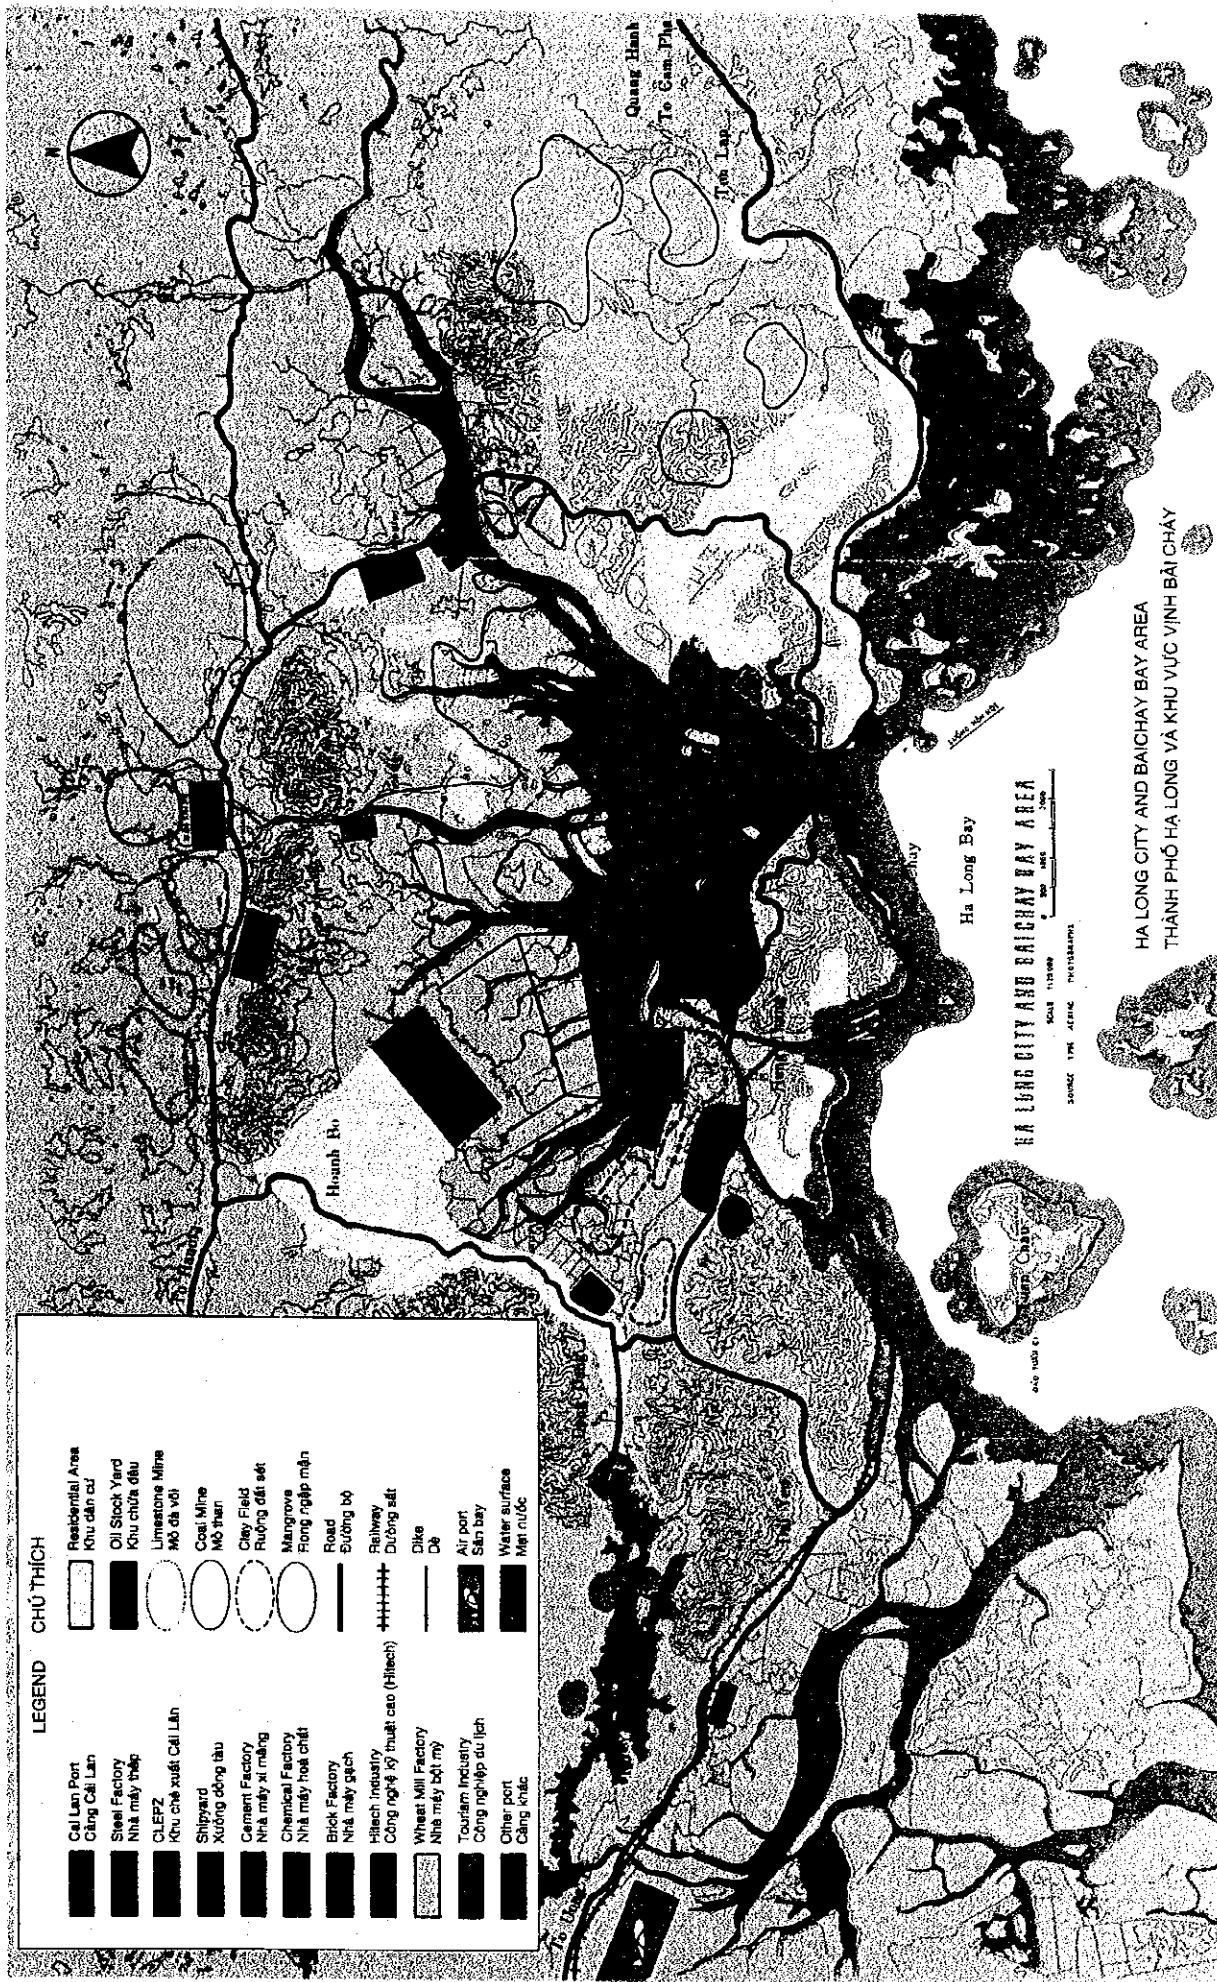 LEGEND CHÚ THÍCH
Cai Lan Port
Cảng Cái Lân
Steel Factory
Nhà máy thép
CLEPZ
Khu chế xuất Cái Lân
Shipyard
Xưởng đóng tàu
Cement Factory
Nhà máy xi măng
Chemical Factory
Nhà máy hoá chất
Brick Factory
Nhà máy gạch
Hitech Industry
Công nghệ kỹ thuật cao (Hitech)
Wheat Mill Factory
Nhà máy bột mỳ
Tourism Industry
Công nghiệp du lịch
Other port
Cảng khác
Residential Area
Khu dân cư
Oil Stock Yard
Khu chứa dầu
Limestone Mine
Mỏ đá vôi
Coal Mine
Mỏ than
Clay Field
Ruộng đất sét
Mangrove
Rong ngập mặn
Road
Đường bộ
Railway
Đường sắt
Dike
Đê
Air port
Sân bay
Water surface
Mặt nước
N
Quang Hanh
To Cam Pha
Hoanh Bo
Ha Long Bay
HA LONG CITY AND BAICHAY BAY AREA
HA LONG CITY AND BAICHAY BAY AREA
THÀNH PHỐ HẠ LONG VÀ KHU VỰC VỊNH BÃI CHÁY